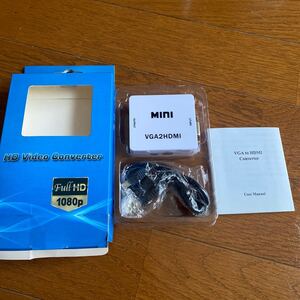 HD Video Converter
Full HD
1080p
MINI
VGA2HDMI
VGA to HDMI
Converter
User Manual